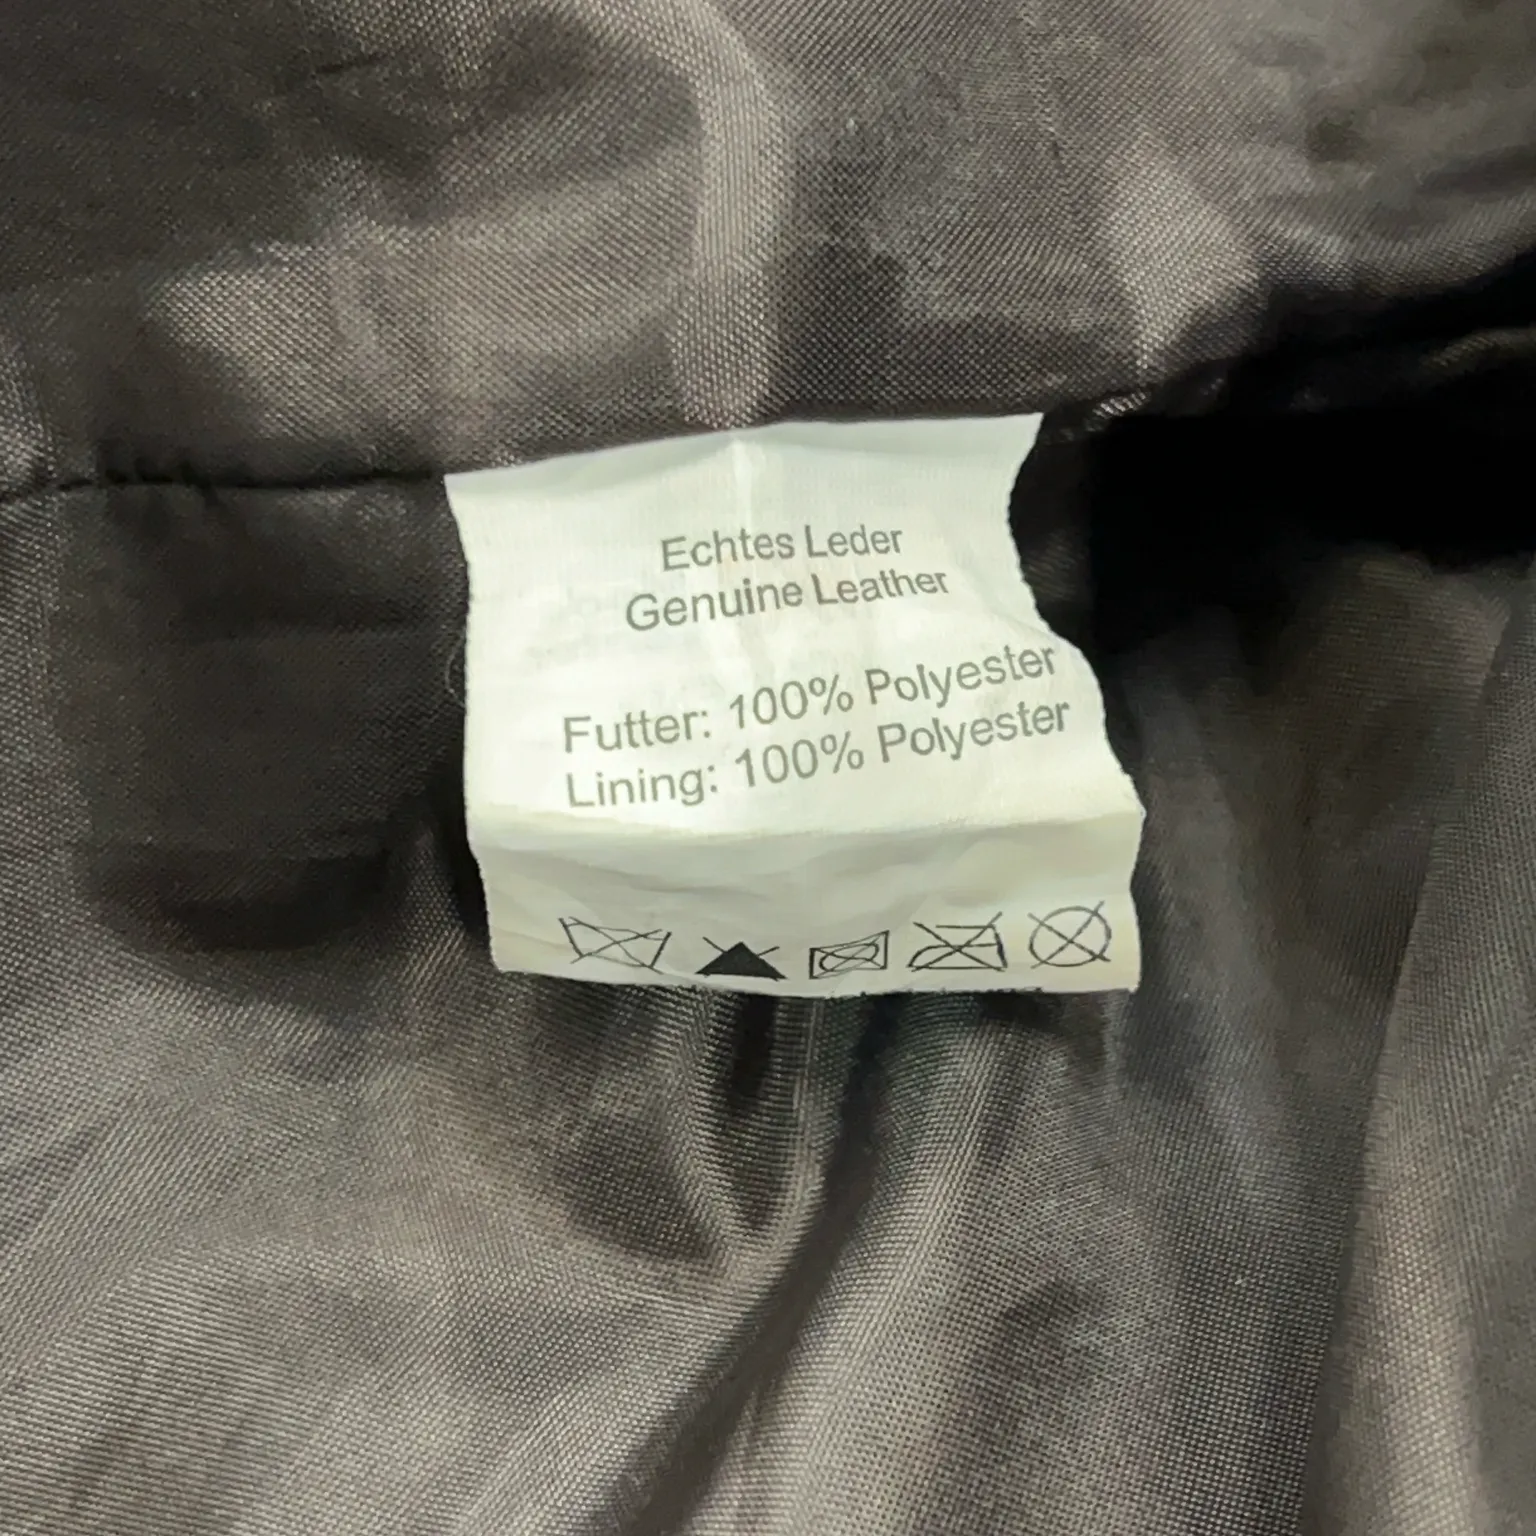 Echtes Leder
Genuine Leather
Futter: 100% Polyester
Lining: 100% Polyester